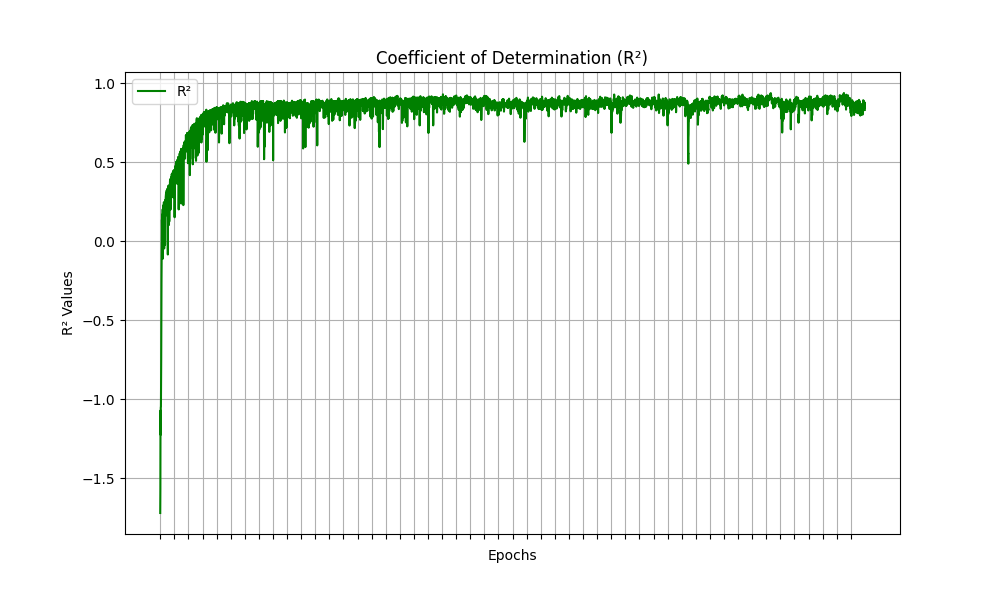 Coefficient of Determination (R²)
R²
1.0
0.5
0.0
−0.5
−1.0
−1.5
R² Values
Epochs